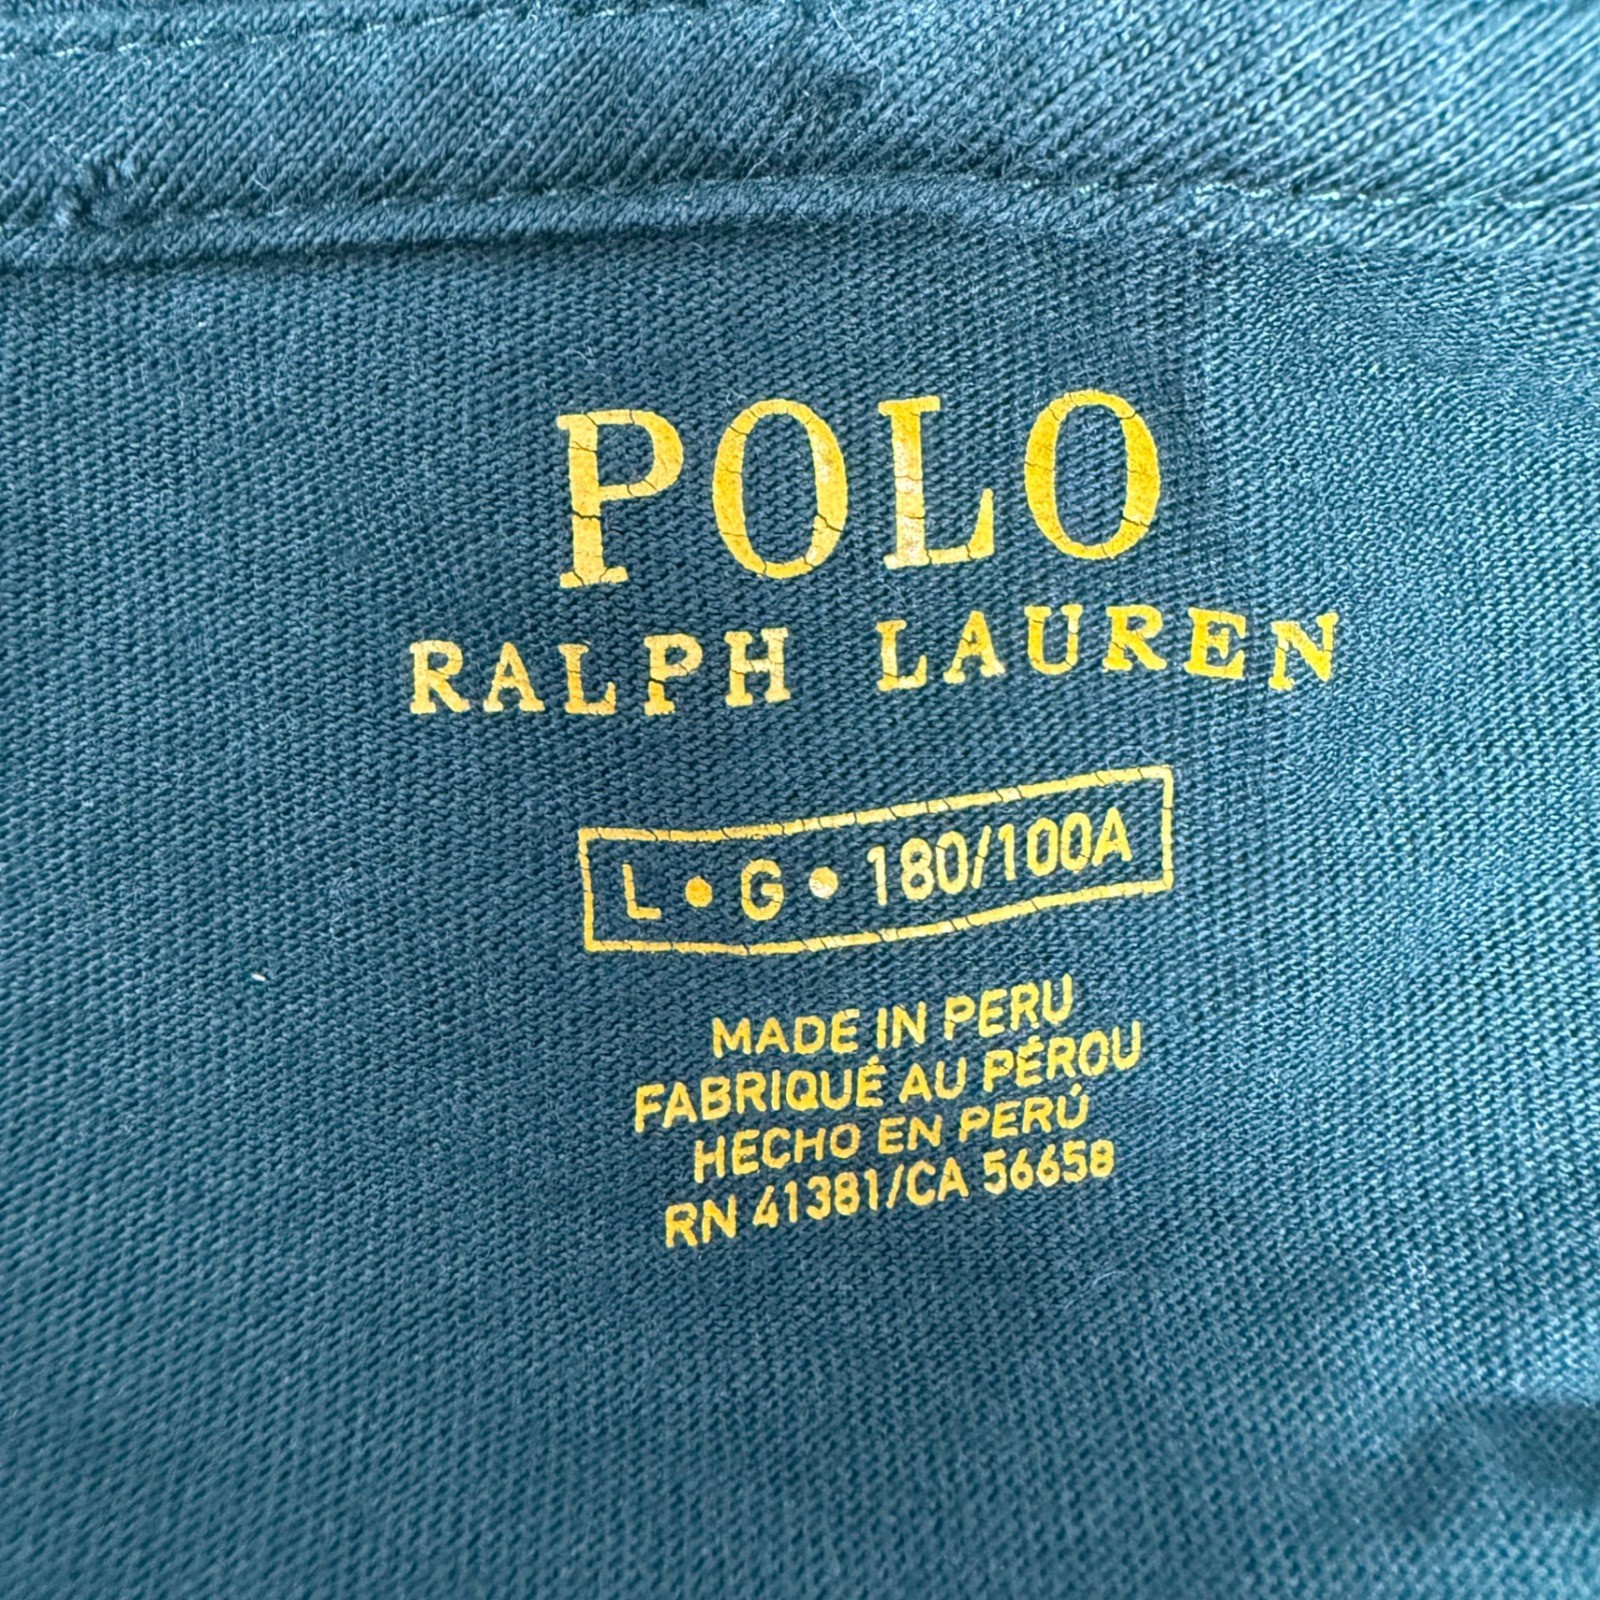 POLO
RALPH LAUREN
L • G • 180/100A
MADE IN PERU
FABRIQUÉ AU PÉROU
HECHO EN PERÚ
RN 41381/CA 56658